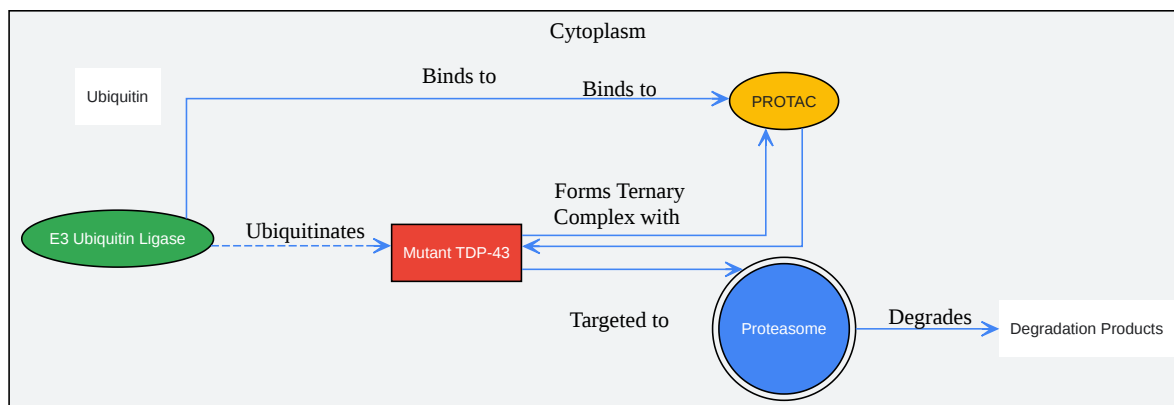 Cytoplasm
Binds to
Binds to
Ubiquitin
PROTAC
Forms Ternary
Complex with
E3 Ubiquitin Ligase
Ubiquitinates
Mutant TDP-43
Targeted to
Proteasome
Degrades
Degradation Products